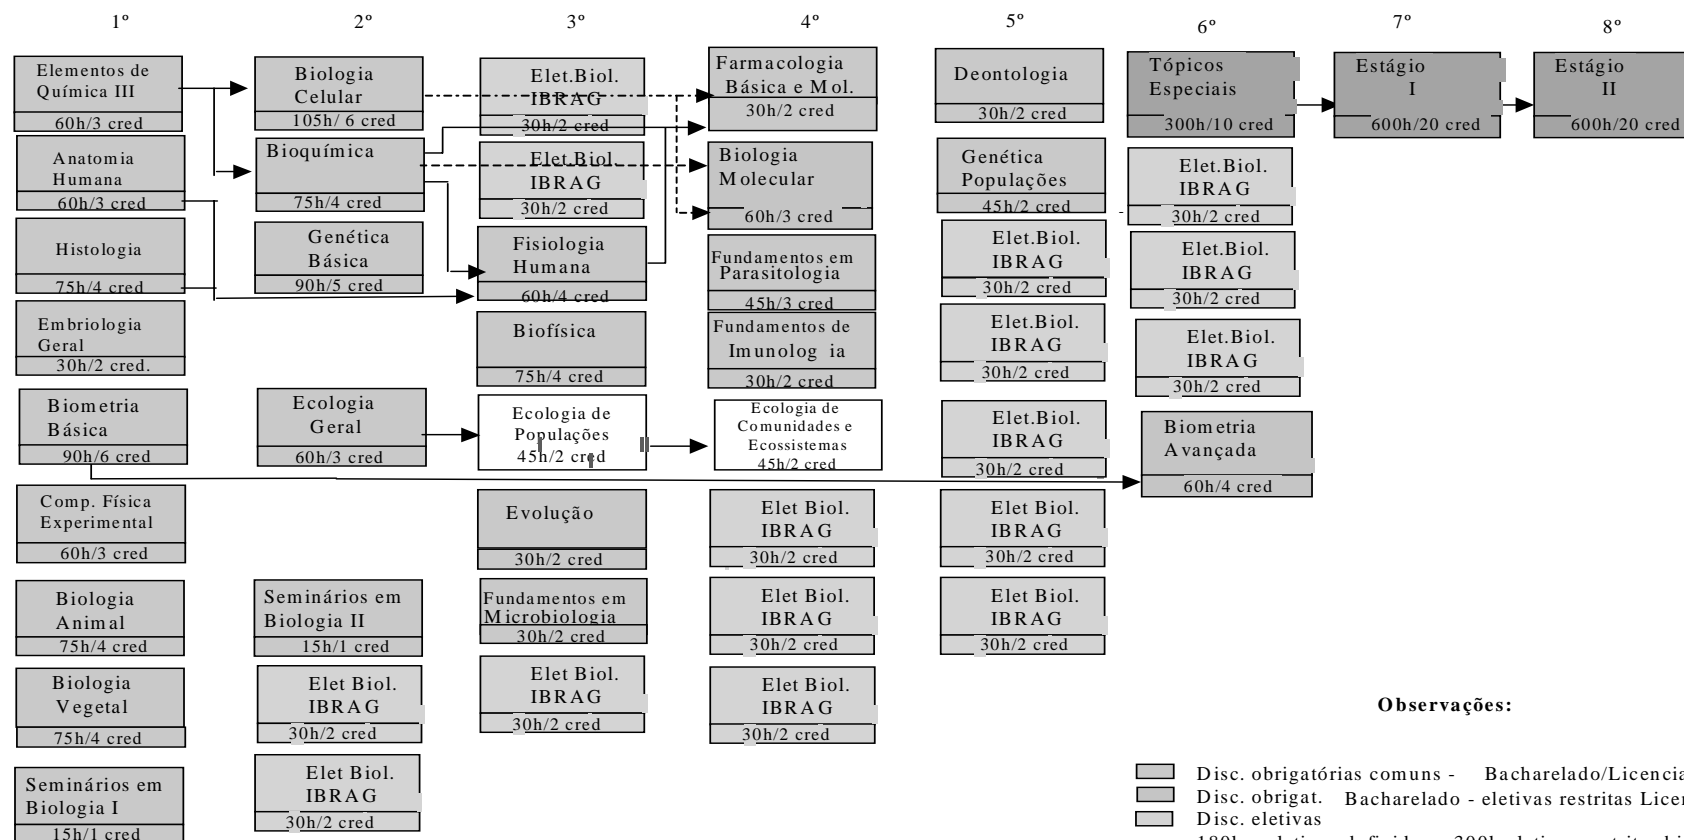 1º
2º
3º
4º
5º
6º
7º
8º
Elementos de
Química III
60h/3 cred
Anatomia
Humana
60h/3 cred
Histologia
75h/4 cred
Embriologia
Geral
30h/2 cred.
Biometria
Básica
90h/6 cred
Comp. Física
Experimental
60h/3 cred
Biologia
Animal
75h/4 cred
Biologia
Vegetal
75h/4 cred
Seminários em
Biologia I
15h/1 cred
Biologia
Celular
105h/ 6 cred
Bioquímica
75h/4 cred
Genética
Básica
90h/5 cred
Ecologia
Geral
60h/3 cred
Seminários em
Biologia II
15h/1 cred
Elet Biol.
IBRAG
30h/2 cred
Elet Biol.
IBRAG
30h/2 cred
Elet.Biol.
IBRAG
30h/2 cred
Elet.Biol.
IBRAG
30h/2 cred
Fisiologia
Humana
60h/4 cred
Biofísica
75h/4 cred
Ecologia de
Populações
45h/2 cred
Evolução
30h/2 cred
Fundamentos em
Microbiologia
30h/2 cred
Elet Biol.
IBRAG
30h/2 cred
Farmacologia
Básica e Mol.
30h/2 cred
Biologia
Molecular
60h/3 cred
Fundamentos em
Parasitologia
45h/3 cred
Fundamentos de
Imunolog ia
30h/2 cred
Ecologia de
Comunidades e
Ecossistemas
45h/2 cred
Elet Biol.
IBRAG
30h/2 cred
Elet Biol.
IBRAG
30h/2 cred
Elet Biol.
IBRAG
30h/2 cred
Deontologia
30h/2 cred
Genética
Populações
45h/2 cred
Elet.Biol.
IBRAG
30h/2 cred
Elet.Biol.
IBRAG
30h/2 cred
Elet.Biol.
IBRAG
30h/2 cred
Elet Biol.
IBRAG
30h/2 cred
Elet Biol.
IBRAG
30h/2 cred
Tópicos
Especiais
300h/10 cred
Elet.Biol.
IBRAG
30h/2 cred
Elet.Biol.
IBRAG
30h/2 cred
Elet.Biol.
IBRAG
30h/2 cred
Biometria
Avançada
60h/4 cred
Estágio
I
600h/20 cred
Estágio
II
600h/20 cred
Observações:
Disc. obrigatórias comuns - Bacharelado/Licencia
Disc. obrigat. Bacharelado - eletivas restritas Licen
Disc. eletivas